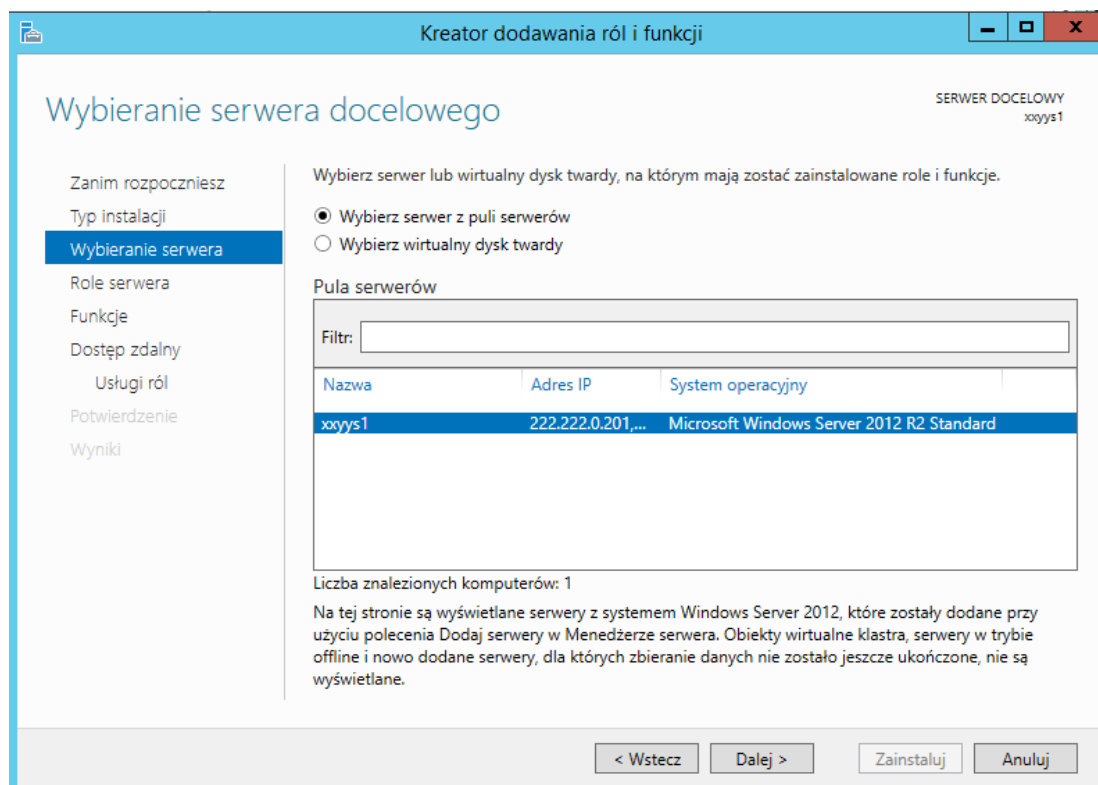 Kreator dodawania ról i funkcji
Wybieranie serwera docelowego
SERWER DOCELOWY
xxyys1
Zanim rozpoczniesz
Typ instalacji
Wybieranie serwera
Role serwera
Funkcje
Dostęp zdalny
Usługi ról
Potwierdzenie
Wyniki
Wybierz serwer lub wirtualny dysk twardy, na którym mają zostać zainstalowane role i funkcje.
Wybierz serwer z puli serwerów
Wybierz wirtualny dysk twardy
Pula serwerów
Filtr:
Nazwa Adres IP System operacyjny
xxyys1 222.222.0.201,... Microsoft Windows Server 2012 R2 Standard
Liczba znalezionych komputerów: 1
Na tej stronie są wyświetlane serwery z systemem Windows Server 2012, które zostały dodane przy
użyciu polecenia Dodaj serwery w Menedżerze serwera. Obiekty wirtualne klastra, serwery w trybie
offline i nowo dodane serwery, dla których zbieranie danych nie zostało jeszcze ukończone, nie są
wyświetlane.
< Wstecz Dalej > Zainstaluj Anuluj